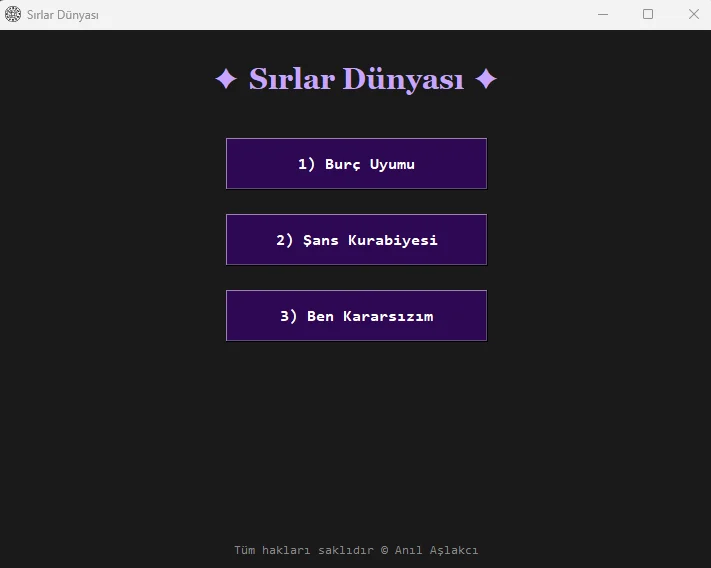 Sırlar Dünyası
✦ Sırlar Dünyası ✦
1) Burç Uyumu
2) Şans Kurabiyesi
3) Ben Kararsızım
Tüm hakları saklıdır © Anıl Aşlakcı